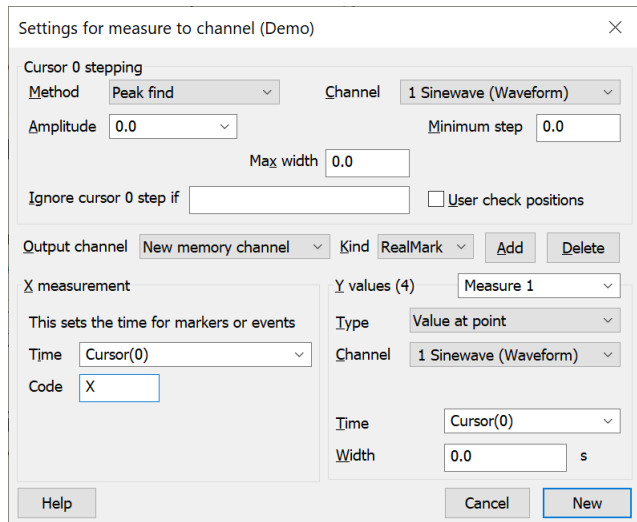 Settings for measure to channel (Demo)
Cursor 0 stepping
Method Peak find Channel 1 Sinewave (Waveform)
Amplitude 0.0 Minimum step 0.0
Max width 0.0
Ignore cursor 0 step if User check positions
Output channel New memory channel Kind RealMark Add Delete
X measurement
This sets the time for markers or events
Time Cursor(0)
Code X
Y values (4) Measure 1
Type Value at point
Channel 1 Sinewave (Waveform)
Time Cursor(0)
Width 0.0 s
Help Cancel New